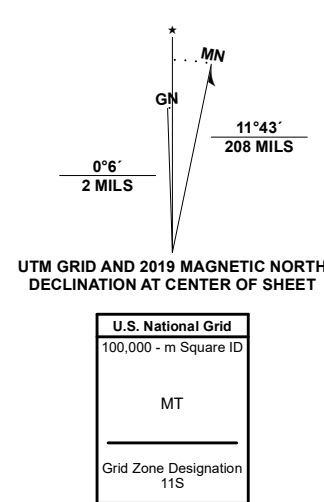 ★
MN
GN
11°43´
208 MILS
0°6´
2 MILS
UTM GRID AND 2019 MAGNETIC NORTH
DECLINATION AT CENTER OF SHEET
U.S. National Grid
100,000 - m Square ID
MT
Grid Zone Designation
11S